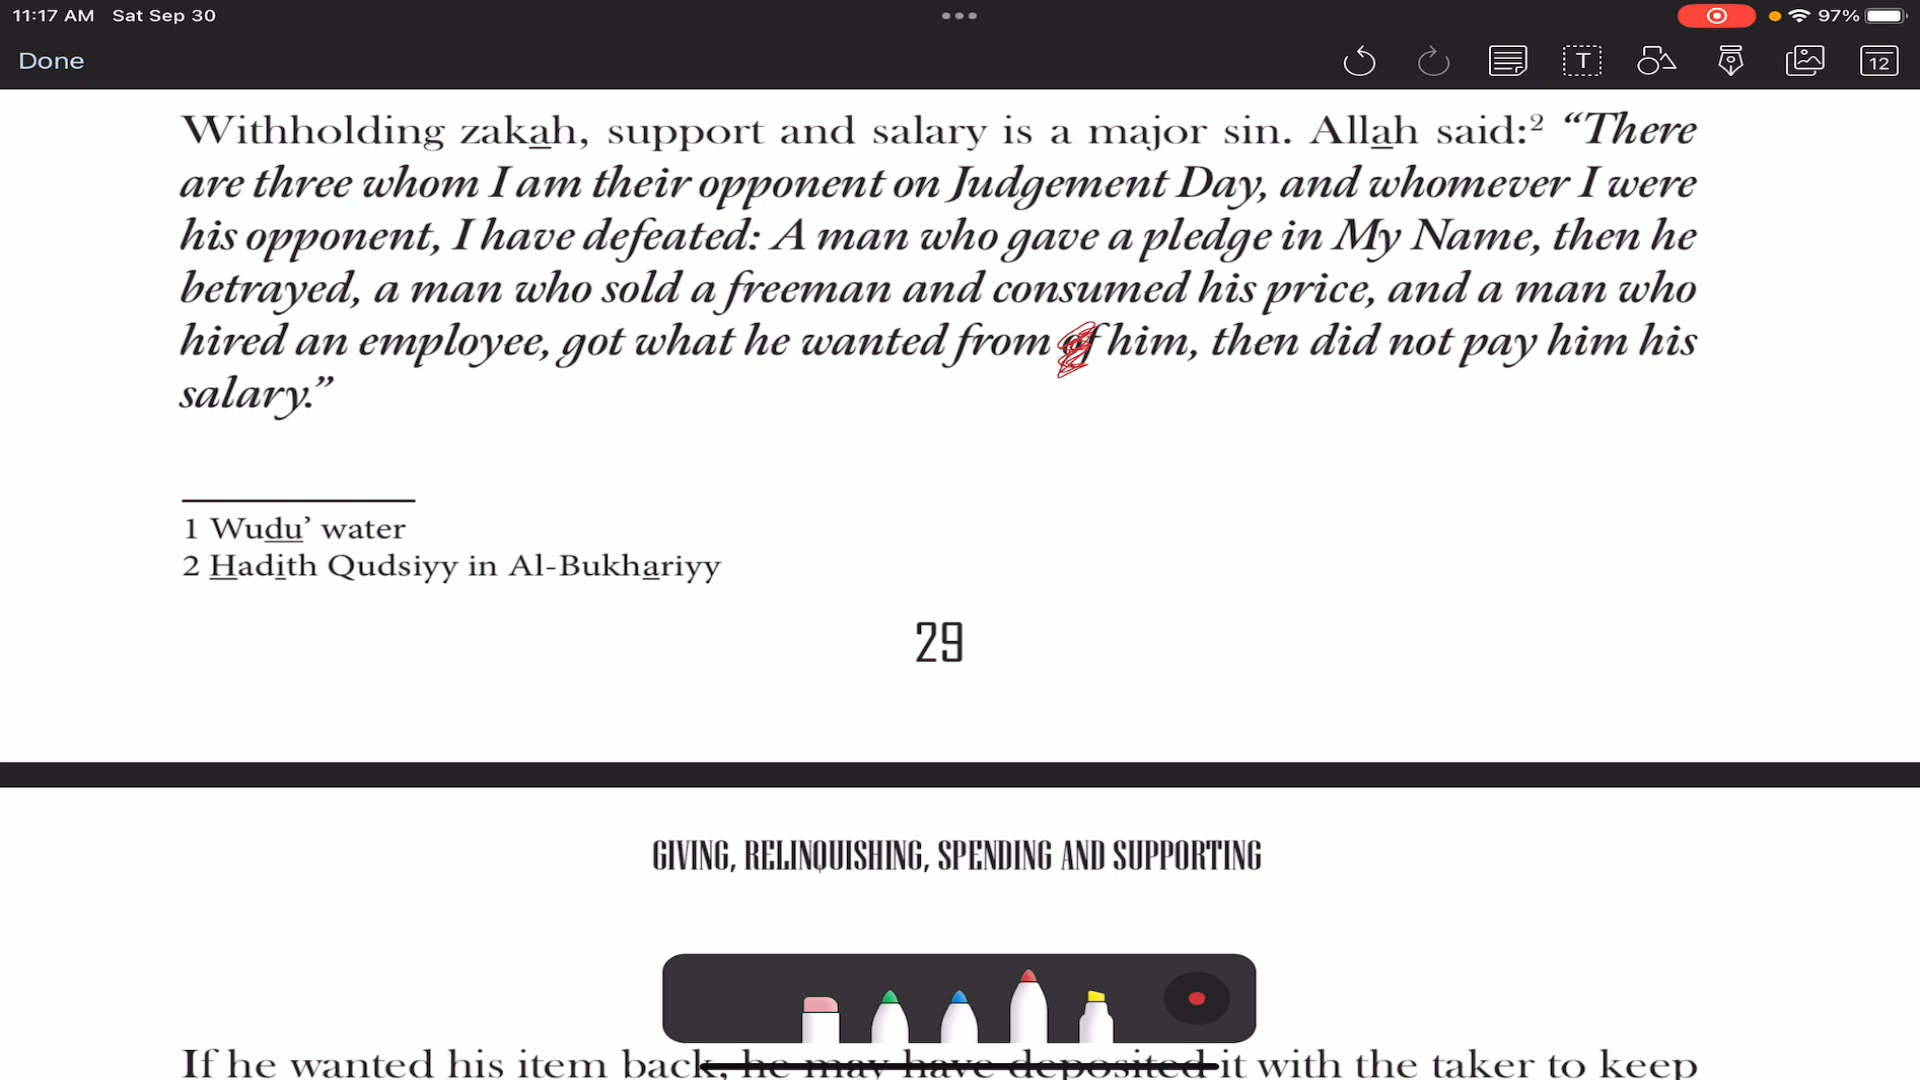 11:17 AM Sat Sep 30
97%
Done
T
12
Withholding zakah, support and salary is a major sin. Allah said:² “There
are three whom I am their opponent on Judgement Day, and whomever I were
his opponent, I have defeated: A man who gave a pledge in My Name, then he
betrayed, a man who sold a freeman and consumed his price, and a man who
hired an employee, got what he wanted from of him, then did not pay him his
salary.”
1 Wudu’ water
2 Hadith Qudsiyy in Al-Bukhariyy
29
GIVING, RELINQUISHING, SPENDING AND SUPPORTING
If he wanted his item back, he may have deposited it with the taker to keep